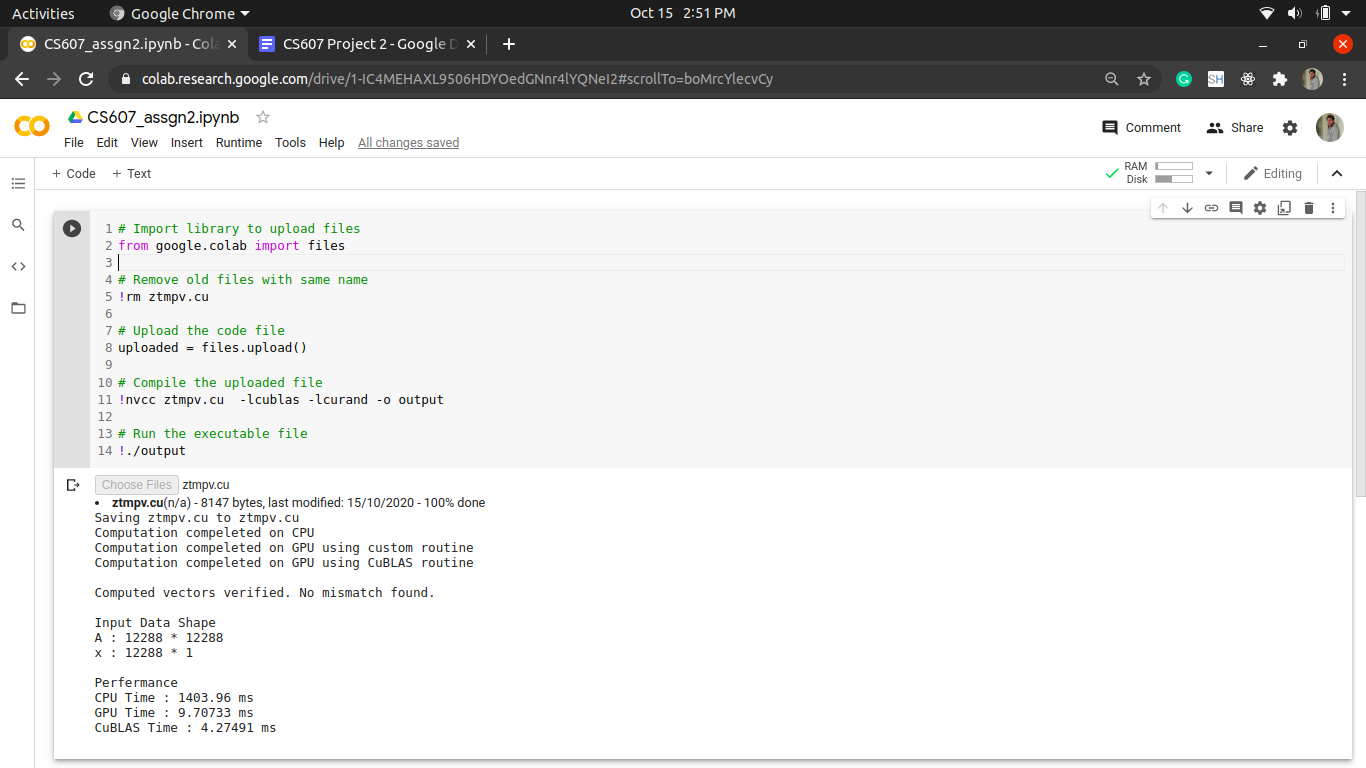 Activities
Google Chrome
Oct 15 2:51 PM
CS607_assgn2.ipynb - Cola
CS607 Project 2 - Google D
colab.research.google.com/drive/1-IC4MEHAXL9506HDYOedGNnr4lYQNeI2#scrollTo=boMrcYlecvCy
SH
CS607_assgn2.ipynb
Comment
Share
File Edit View Insert Runtime Tools Help All changes saved
+ Code + Text
RAM
Disk
Editing
1 # Import library to upload files
2 from google.colab import files
3
4 # Remove old files with same name
5 !rm ztmpv.cu
6
7 # Upload the code file
8 uploaded = files.upload()
9
10 # Compile the uploaded file
11 !nvcc ztmpv.cu  -lcublas -lcurand -o output
12
13 # Run the executable file
14 !./output
Choose Files ztmpv.cu
• ztmpv.cu(n/a) - 8147 bytes, last modified: 15/10/2020 - 100% done
Saving ztmpv.cu to ztmpv.cu
Computation compeleted on CPU
Computation compeleted on GPU using custom routine
Computation compeleted on GPU using CuBLAS routine
Computed vectors verified. No mismatch found.
Input Data Shape
A : 12288 * 12288
x : 12288 * 1
Perfermance
CPU Time : 1403.96 ms
GPU Time : 9.70733 ms
CuBLAS Time : 4.27491 ms